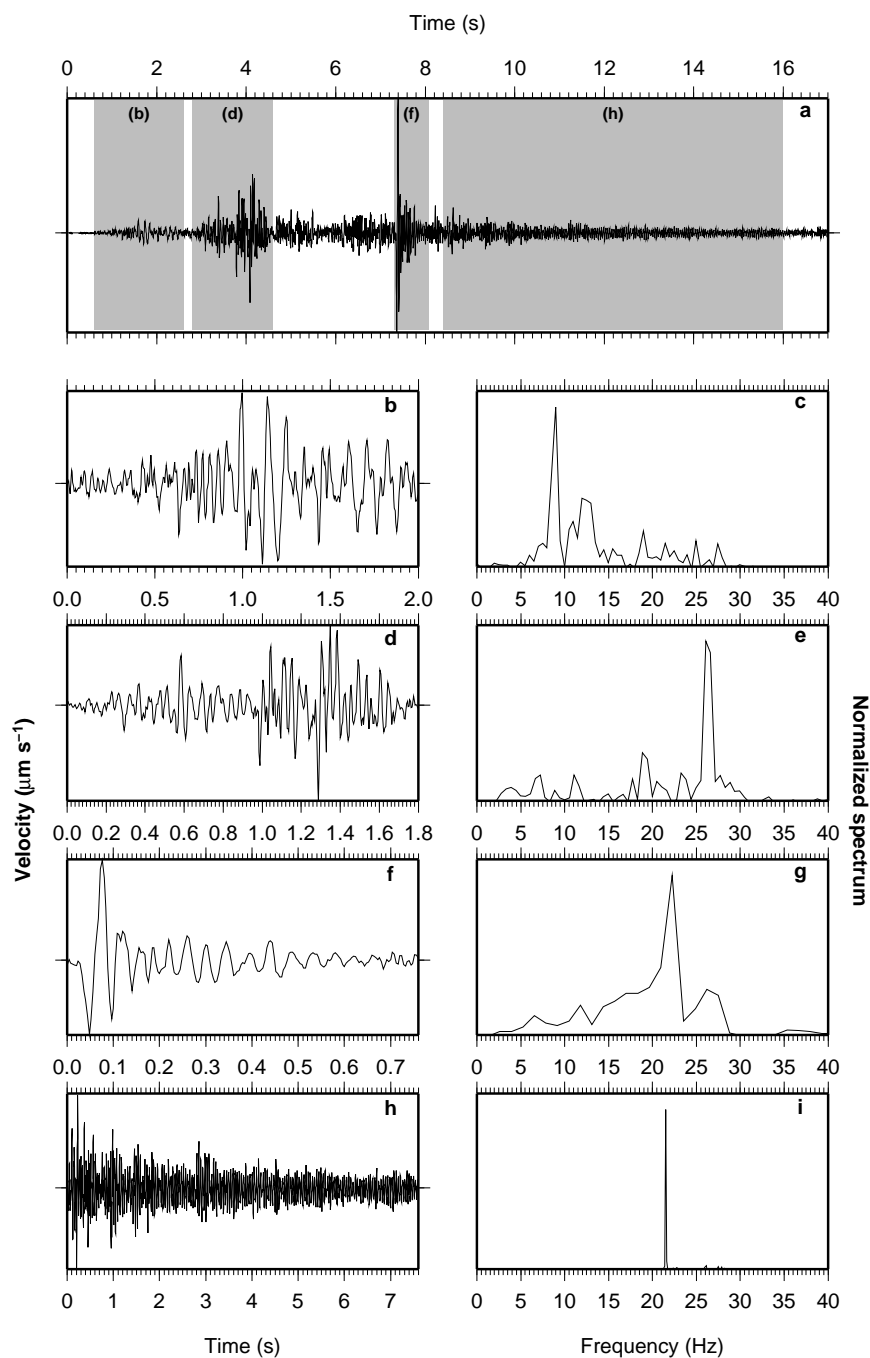 Time (s)
0 2 4 6 8 10 12 14 16
(b) (d) (f) (h) a
b c
0.0 0.5 1.0 1.5 2.0 0 5 10 15 20 25 30 35 40
d e
0.0 0.2 0.4 0.6 0.8 1.0 1.2 1.4 1.6 1.8 0 5 10 15 20 25 30 35 40
Velocity (μm s⁻¹)
Normalized spectrum
f g
0.0 0.1 0.2 0.3 0.4 0.5 0.6 0.7 0 5 10 15 20 25 30 35 40
h i
0 1 2 3 4 5 6 7 0 5 10 15 20 25 30 35 40
Time (s) Frequency (Hz)